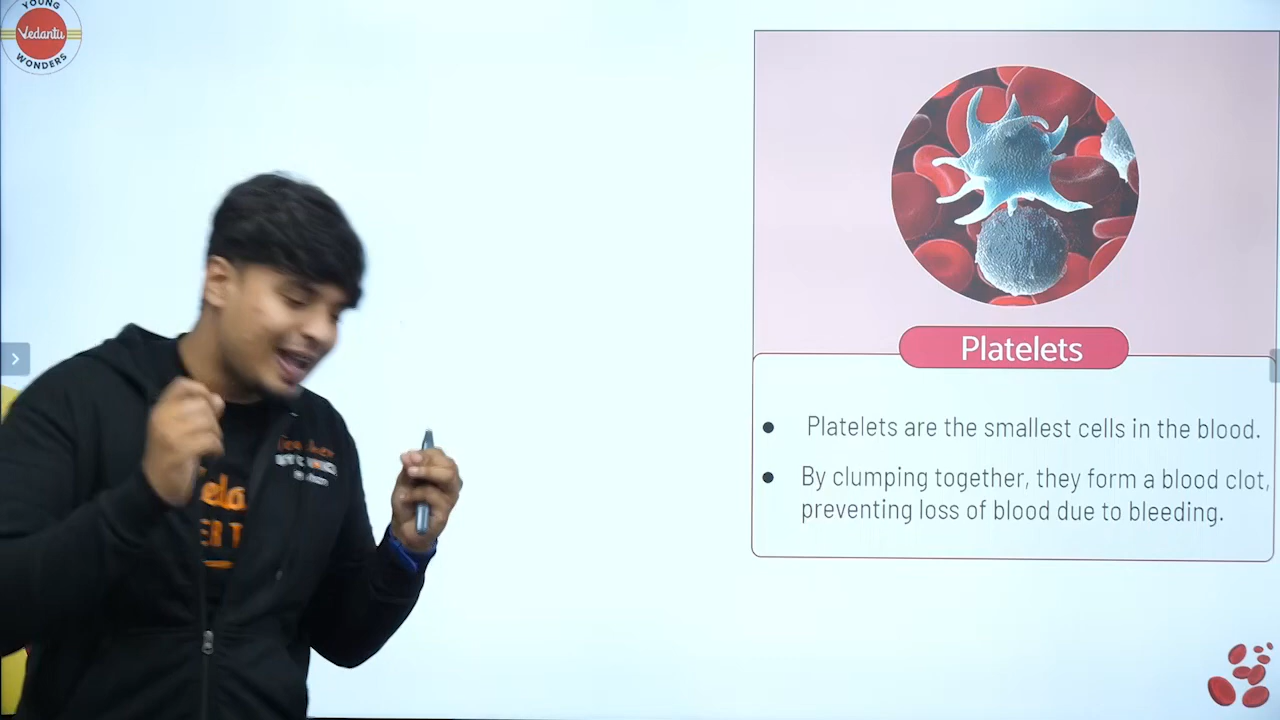 YOUNG
Vedantu
WONDERS
Platelets
Platelets are the smallest cells in the blood.
By clumping together, they form a blood clot,
preventing loss of blood due to bleeding.